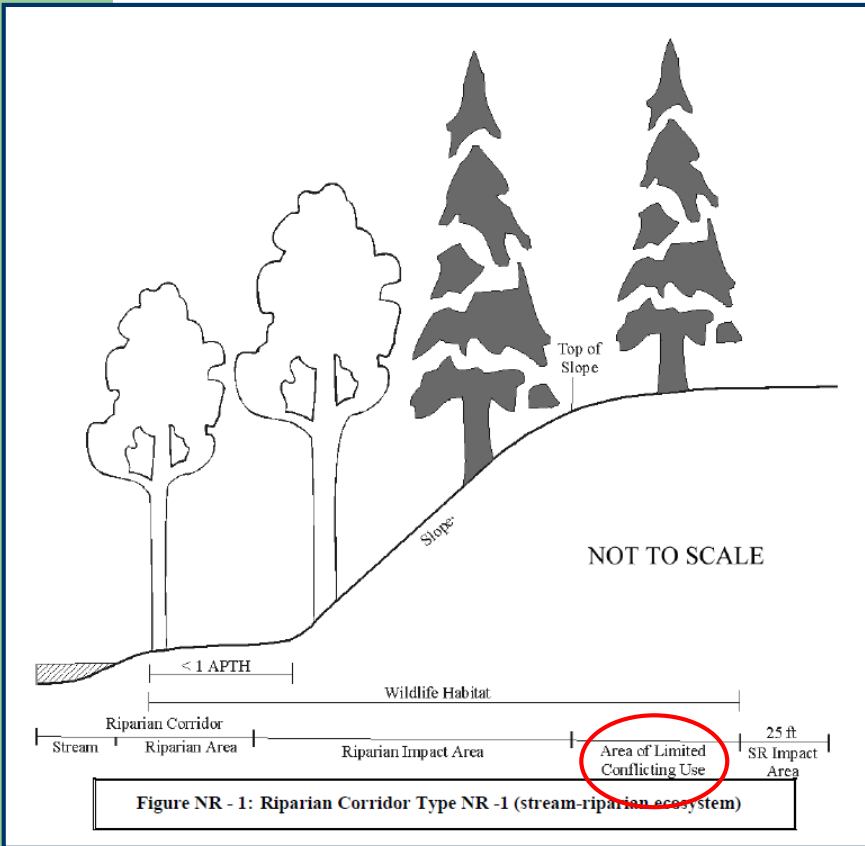 Top of
Slope
Slope
NOT TO SCALE
< 1 APTH
Wildlife Habitat
Riparian Corridor
Stream
Riparian Area
Riparian Impact Area
Area of Limited
Conflicting Use
25 ft
SR Impact
Area
Figure NR - 1: Riparian Corridor Type NR -1 (stream-riparian ecosystem)